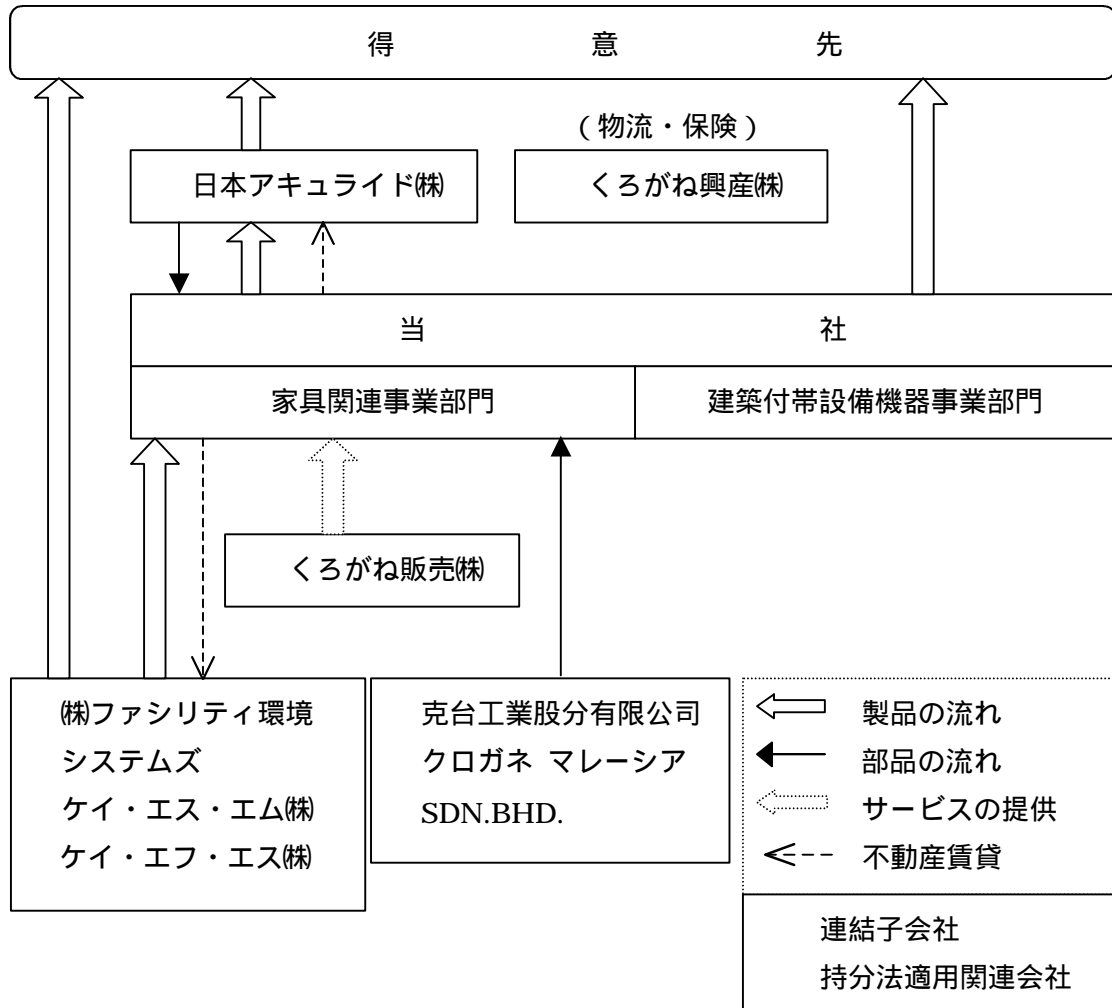 得意先
(物流・保険)
日本アキュライド㈱
くろがね興産㈱
当社
家具関連事業部門
建築付帯設備機器事業部門
くろがね販売㈱
㈱ファシリティ環境
システムズ
ケイ・エス・エム㈱
ケイ・エフ・エス㈱
克台工業股分有限公司
クロガネ マレーシア
SDN.BHD.
製品の流れ
部品の流れ
サービスの提供
不動産賃貸
連結子会社
持分法適用関連会社